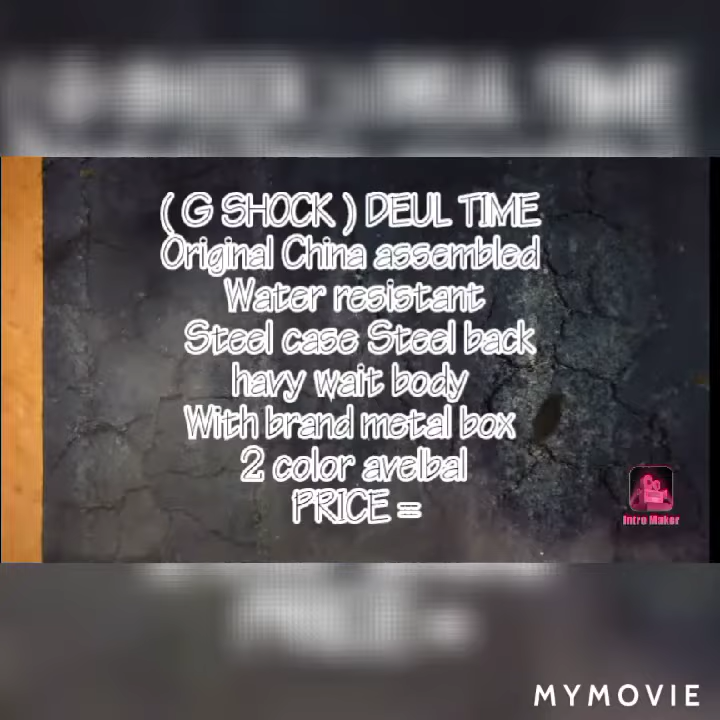 ( G SHOCK ) DEUL TIME
Original China assembled
Water resistant
Steel case Steel back
havy wait body
With brand metal box
2 color avelbal
PRICE =
Intro Maker
MYMOVIE